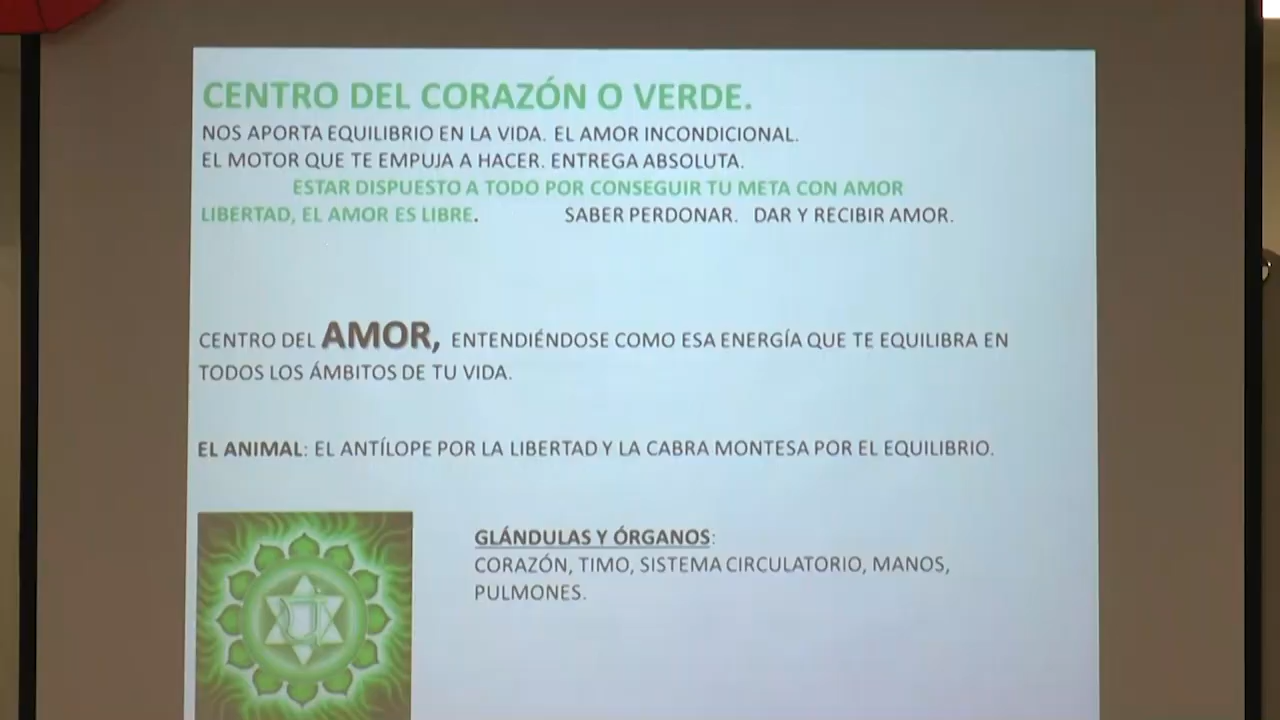 CENTRO DEL CORAZÓN O VERDE.
NOS APORTA EQUILIBRIO EN LA VIDA. EL AMOR INCONDICIONAL.
EL MOTOR QUE TE EMPUJA A HACER. ENTREGA ABSOLUTA.
ESTAR DISPUESTO A TODO POR CONSEGUIR TU META CON AMOR
LIBERTAD, EL AMOR ES LIBRE. SABER PERDONAR. DAR Y RECIBIR AMOR.
CENTRO DEL AMOR, ENTENDIÉNDOSE COMO ESA ENERGÍA QUE TE EQUILIBRA EN
TODOS LOS ÁMBITOS DE TU VIDA.
EL ANIMAL: EL ANTÍLOPE POR LA LIBERTAD Y LA CABRA MONTESA POR EL EQUILIBRIO.
GLÁNDULAS Y ÓRGANOS:
CORAZÓN, TIMO, SISTEMA CIRCULATORIO, MANOS,
PULMONES.